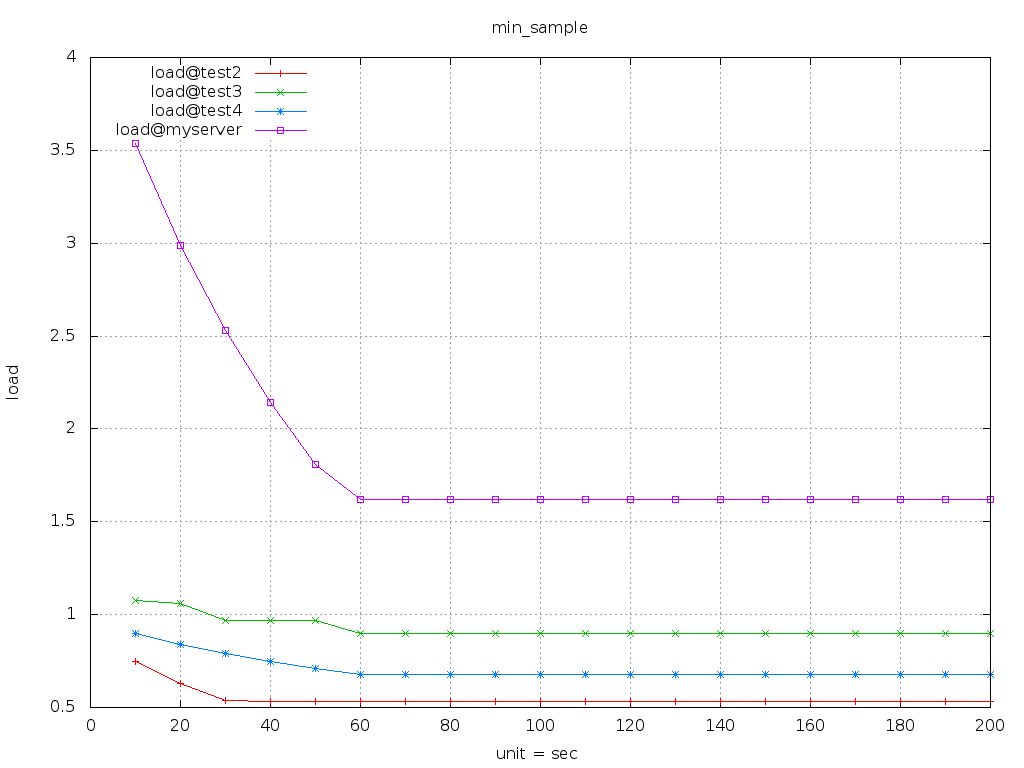 min_sample
load@test2
load@test3
load@test4
load@myserver
4
3.5
3
2.5
2
1.5
1
0.5
load
0 20 40 60 80 100 120 140 160 180 200
unit = sec